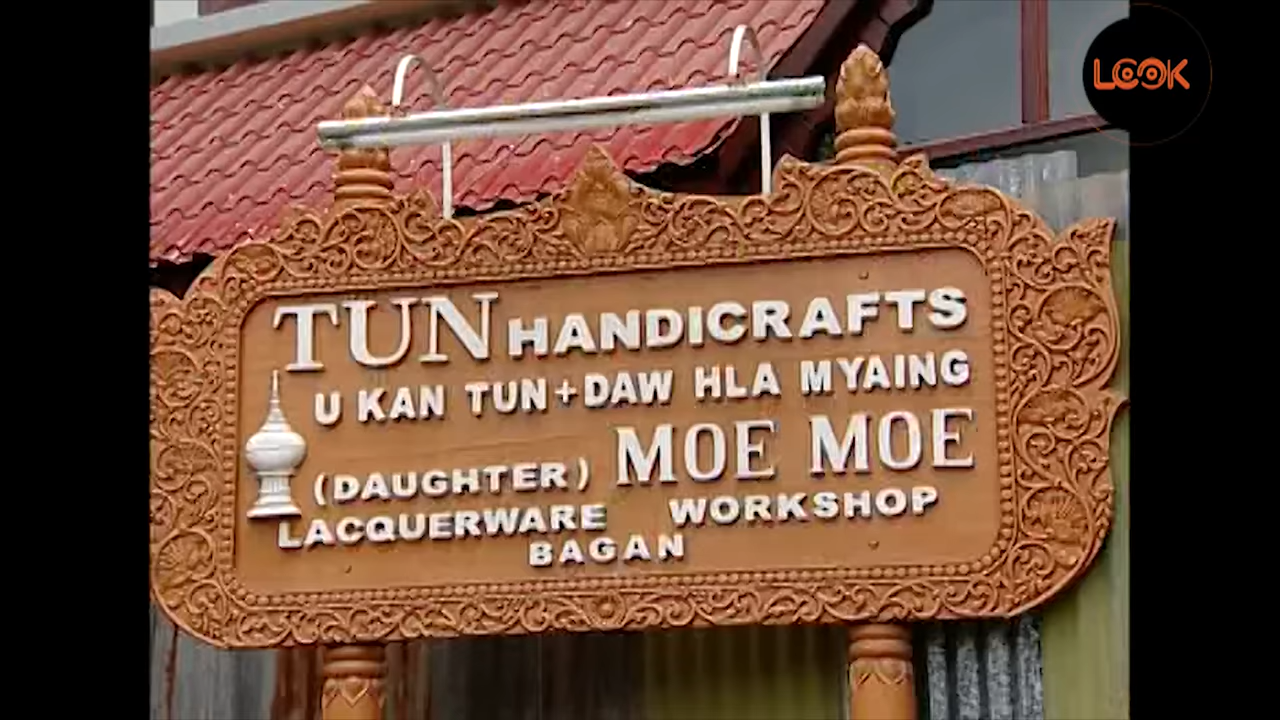 LOOK
TUN HANDICRAFTS
U KAN TUN + DAW HLA MYAING
(DAUGHTER) MOE MOE
LACQUERWARE WORKSHOP
BAGAN